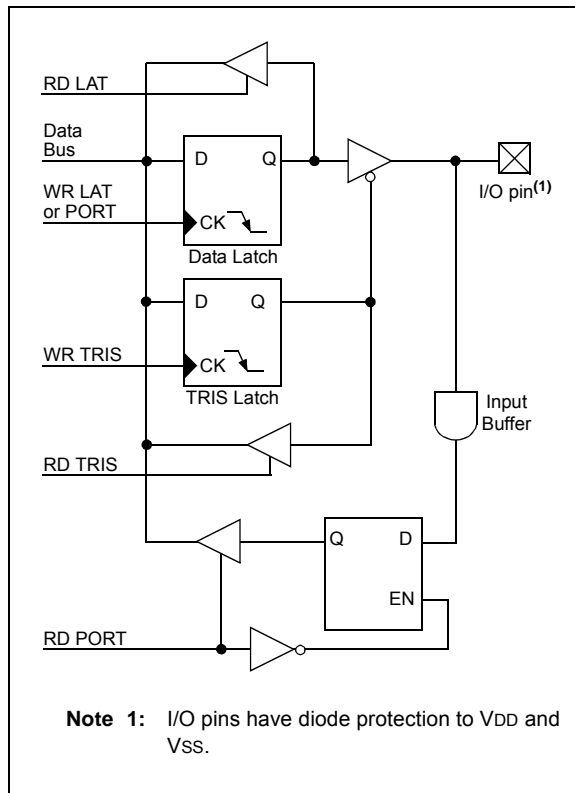 RD LAT
Data
Bus
D Q
WR LAT
or PORT
I/O pin(1)
CK
Data Latch
D Q
WR TRIS
CK
TRIS Latch
Input
Buffer
RD TRIS
Q D
EN
RD PORT
Note 1: I/O pins have diode protection to VDD and
VSS.